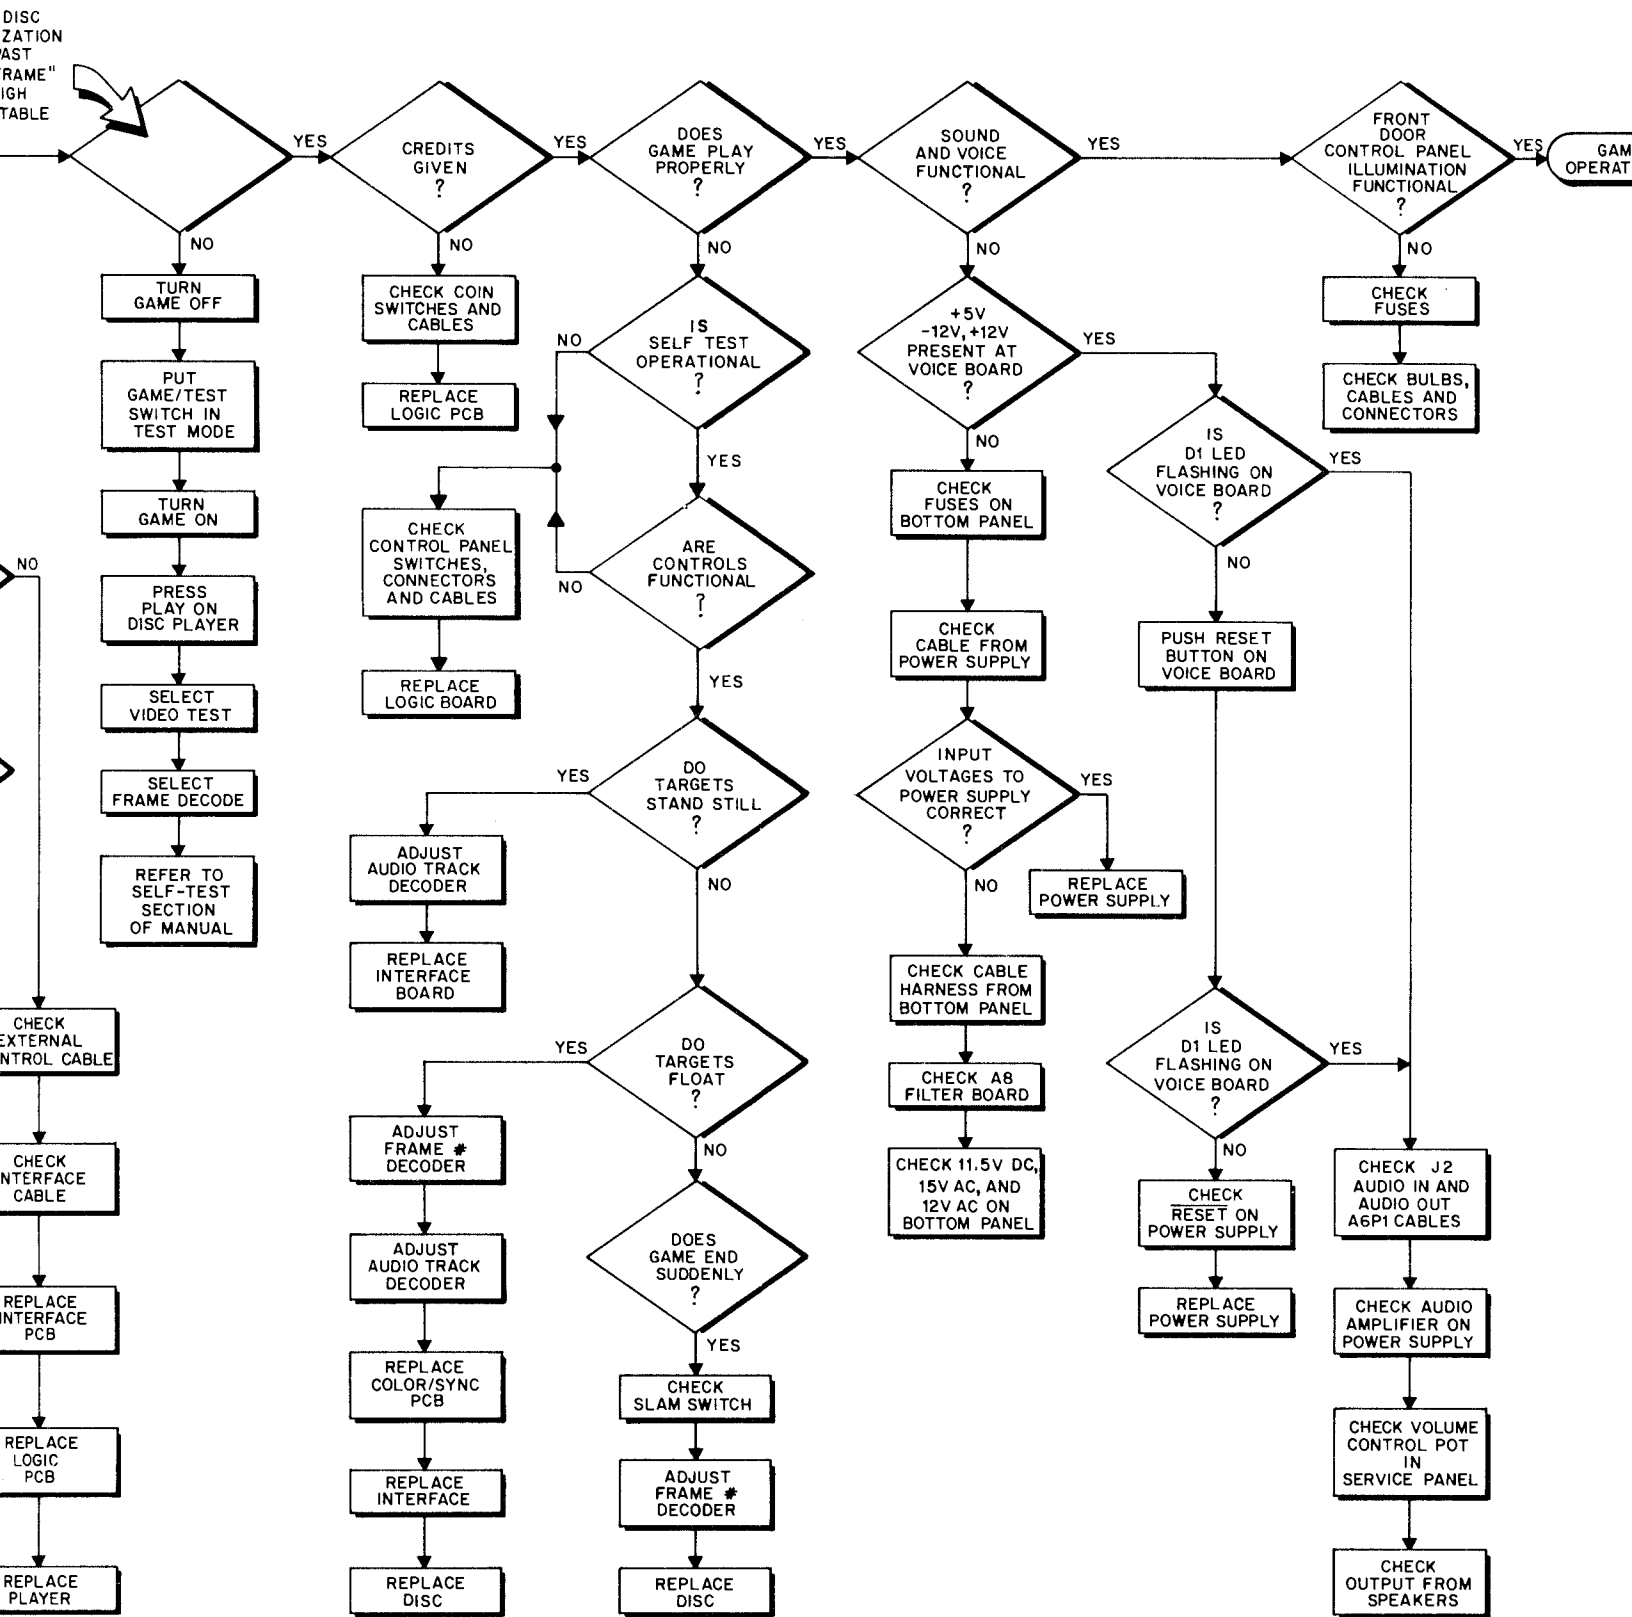 DISC
ZATION
PAST
FRAME"
IGH
TABLE
YES
NO
TURN
GAME OFF
PUT
GAME/TEST
SWITCH IN
TEST MODE
TURN
GAME ON
PRESS
PLAY ON
DISC PLAYER
SELECT
VIDEO TEST
SELECT
FRAME DECODE
REFER TO
SELF-TEST
SECTION
OF MANUAL
NO
CHECK
EXTERNAL
NTROL CABLE
CHECK
NTERFACE
CABLE
REPLACE
NTERFACE
PCB
REPLACE
LOGIC
PCB
REPLACE
PLAYER
CREDITS
GIVEN
?
YES
NO
CHECK COIN
SWITCHES AND
CABLES
REPLACE
LOGIC PCB
DOES
GAME PLAY
PROPERLY
?
YES
NO
IS
SELF TEST
OPERATIONAL
?
NO
YES
CHECK
CONTROL PANEL
SWITCHES,
CONNECTORS
AND CABLES
REPLACE
LOGIC BOARD
ARE
CONTROLS
FUNCTIONAL
?
NO
YES
DO
TARGETS
STAND STILL
?
YES
NO
ADJUST
AUDIO TRACK
DECODER
REPLACE
INTERFACE
BOARD
DO
TARGETS
FLOAT
?
YES
NO
ADJUST
FRAME #
DECODER
ADJUST
AUDIO TRACK
DECODER
REPLACE
COLOR/SYNC
PCB
REPLACE
INTERFACE
REPLACE
DISC
DOES
GAME END
SUDDENLY
?
YES
CHECK
SLAM SWITCH
ADJUST
FRAME #
DECODER
REPLACE
DISC
SOUND
AND VOICE
FUNCTIONAL
?
YES
NO
+5V
-12V, +12V
PRESENT AT
VOICE BOARD
?
YES
NO
CHECK
FUSES ON
BOTTOM PANEL
CHECK
CABLE FROM
POWER SUPPLY
INPUT
VOLTAGES TO
POWER SUPPLY
CORRECT
?
YES
NO
REPLACE
POWER SUPPLY
CHECK CABLE
HARNESS FROM
BOTTOM PANEL
CHECK A8
FILTER BOARD
CHECK 11.5V DC,
15V AC, AND
12V AC ON
BOTTOM PANEL
IS
D1 LED
FLASHING ON
VOICE BOARD
?
YES
NO
PUSH RESET
BUTTON ON
VOICE BOARD
IS
D1 LED
FLASHING ON
VOICE BOARD
?
YES
NO
CHECK
RESET ON
POWER SUPPLY
REPLACE
POWER SUPPLY
CHECK J2
AUDIO IN AND
AUDIO OUT
A6P1 CABLES
CHECK AUDIO
AMPLIFIER ON
POWER SUPPLY
CHECK VOLUME
CONTROL POT
IN
SERVICE PANEL
CHECK
OUTPUT FROM
SPEAKERS
FRONT
DOOR
CONTROL PANEL
ILLUMINATION
FUNCTIONAL
?
YES
NO
CHECK
FUSES
CHECK BULBS,
CABLES AND
CONNECTORS
GAM
OPERAT